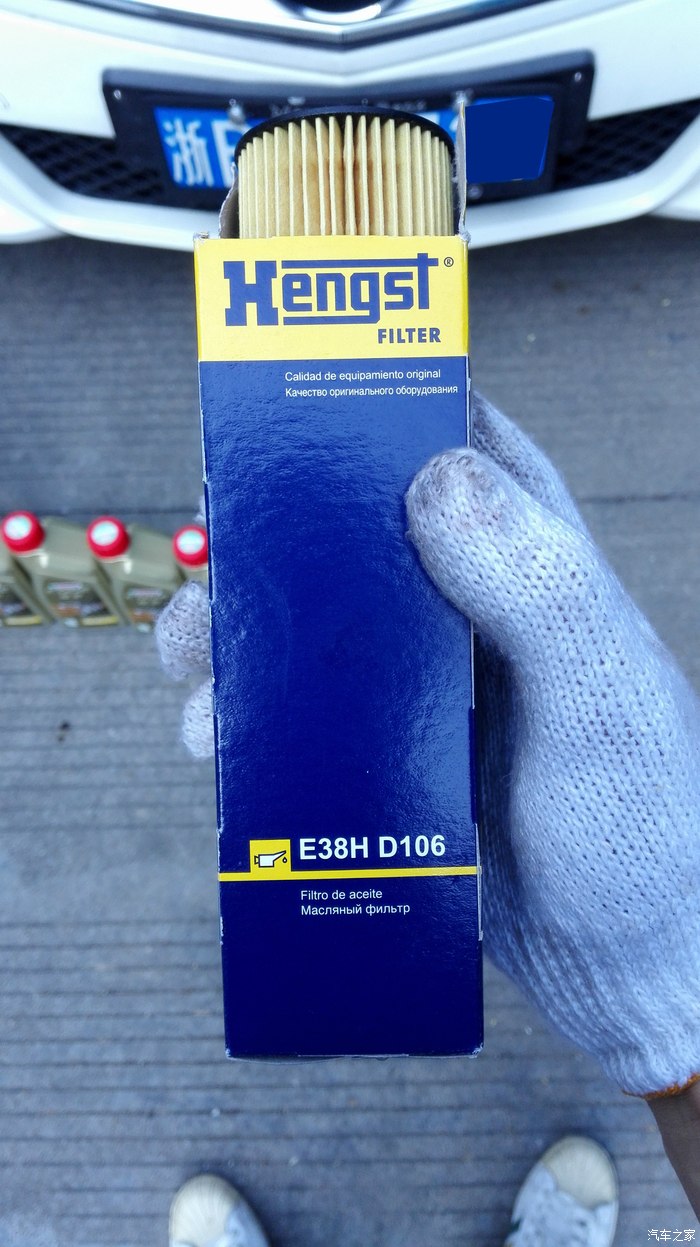 浙
Hengst®
FILTER
Calidad de equipamiento original
Качество оригинального оборудования
E38H D106
Filtro de aceite
Масляный фильтр
汽车之家